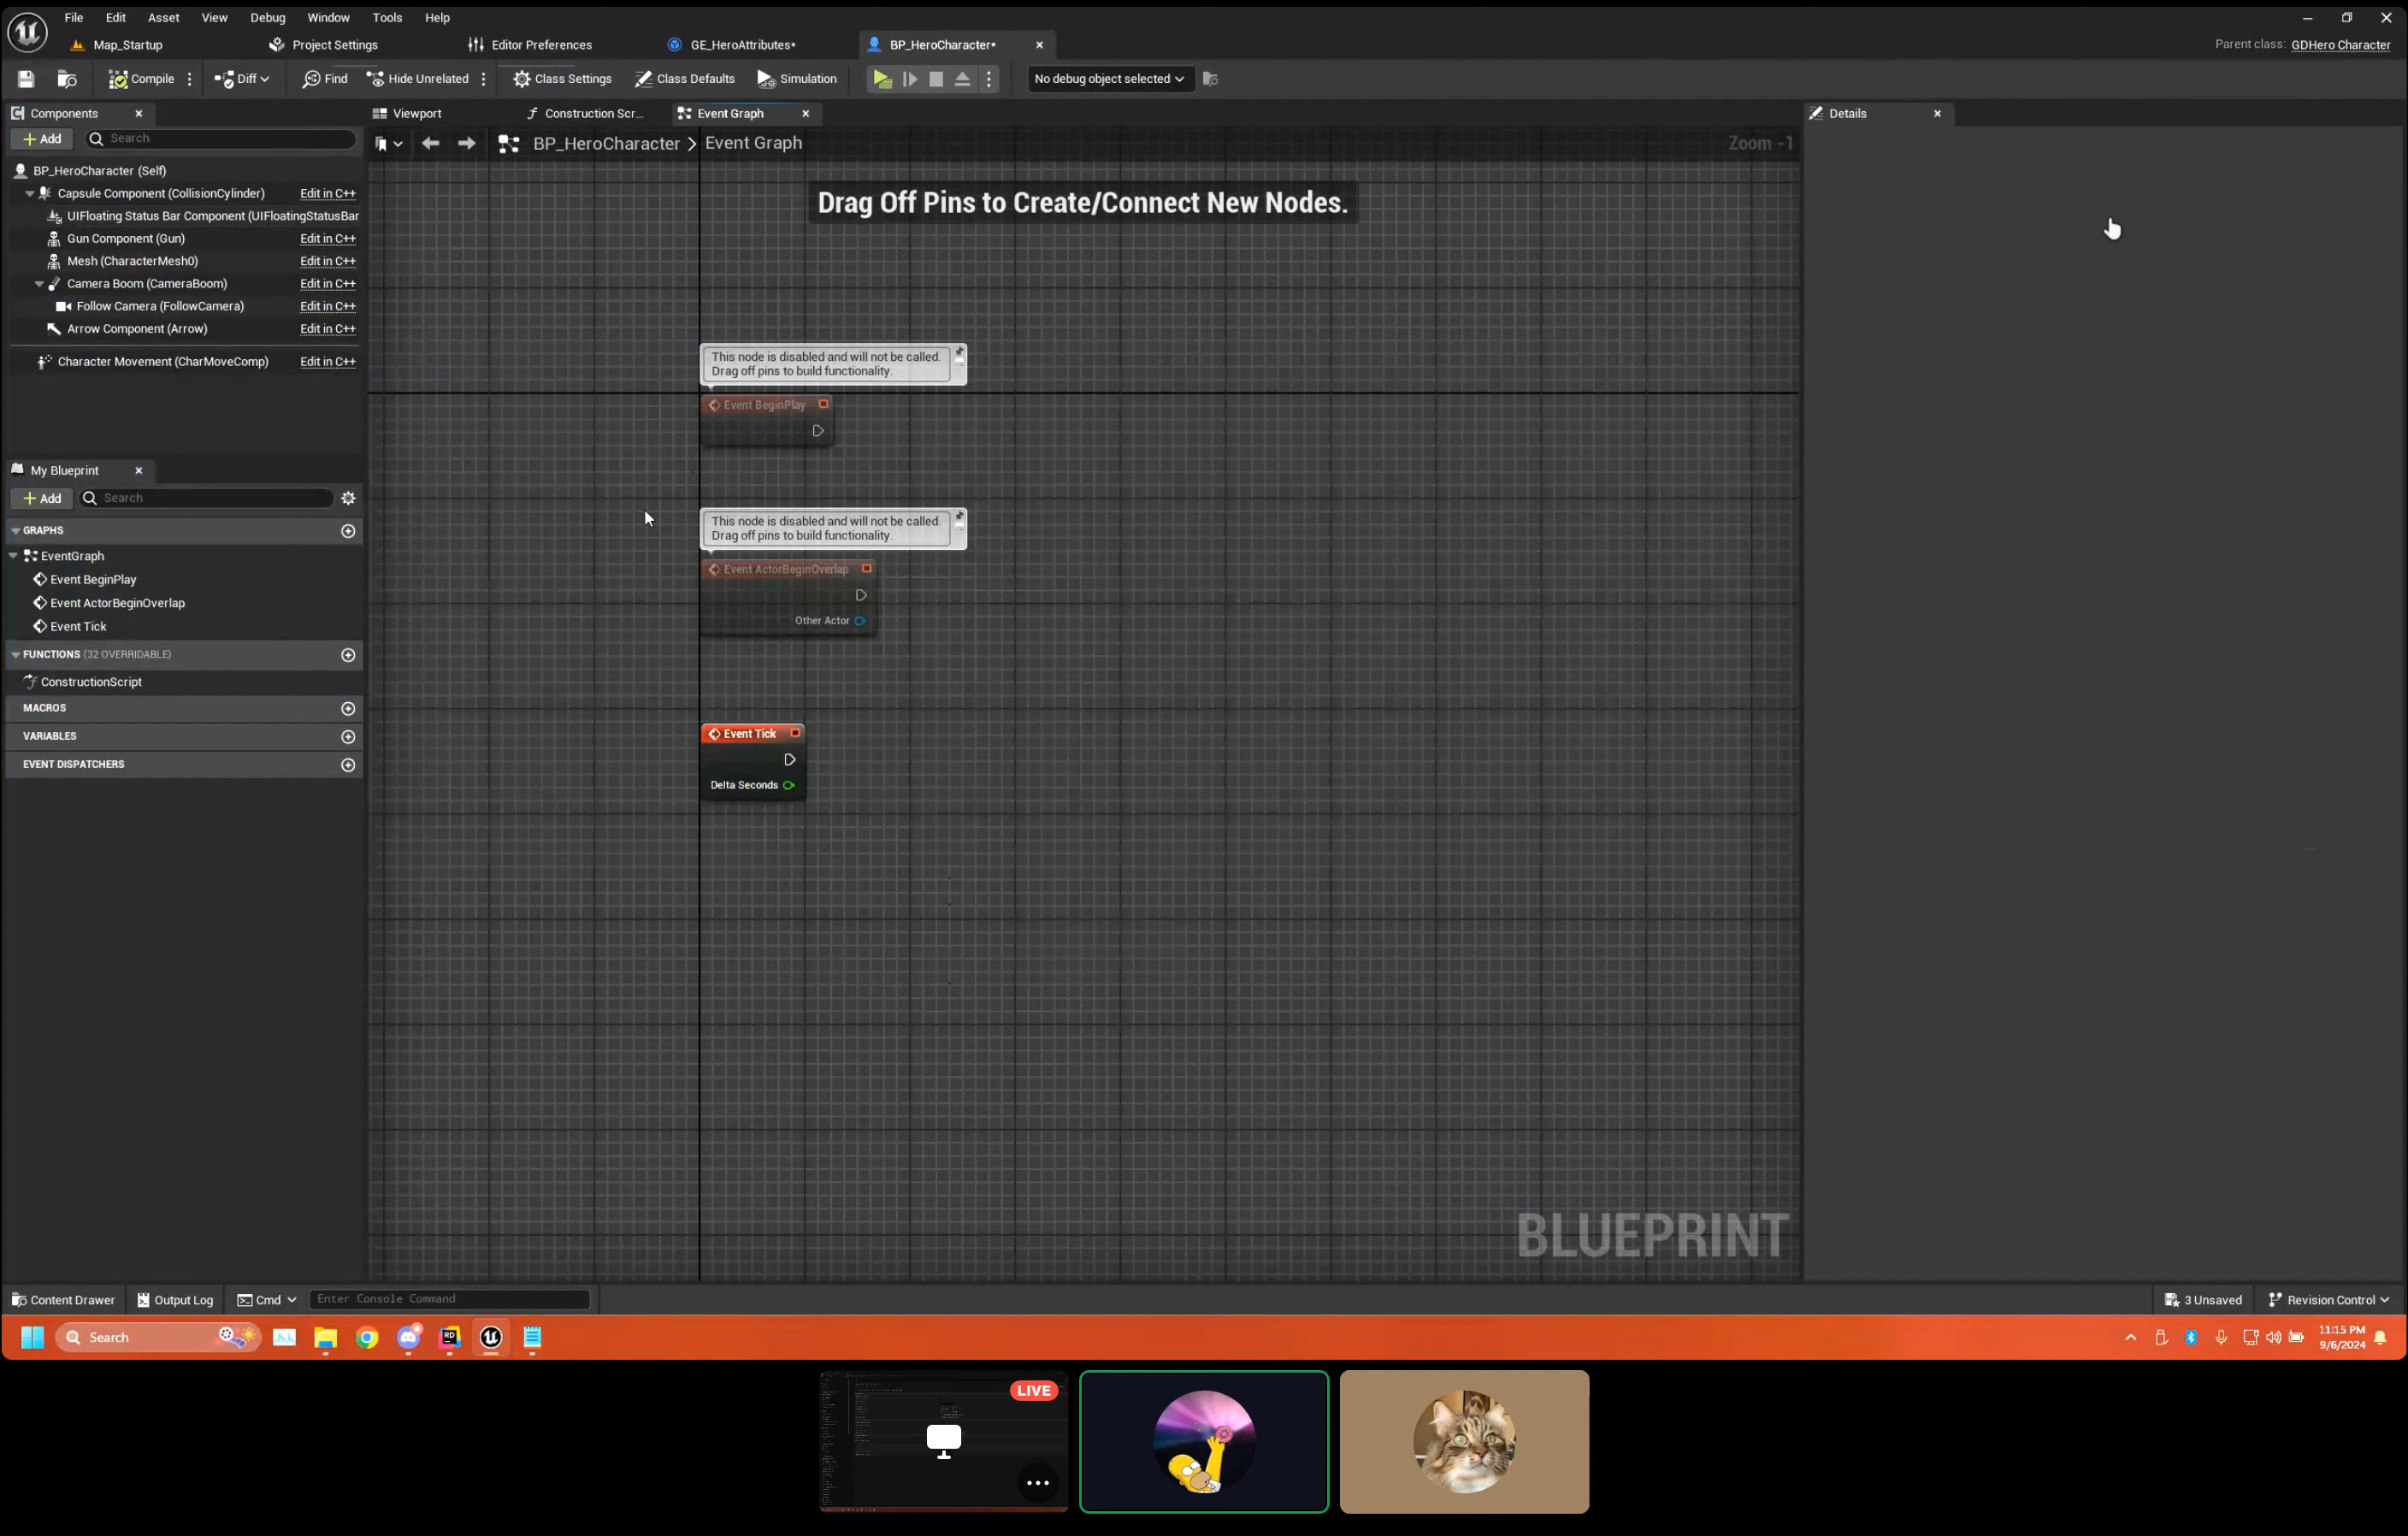 File Edit Asset View Debug Window Tools Help
Map_Startup Project Settings Editor Preferences GE_HeroAttributes* BP_HeroCharacter* Parent class: GDHero Character
Compile Diff Find Hide Unrelated Class Settings Class Defaults Simulation No debug object selected
Components Viewport Construction Scr... Event Graph Details
Add Search BP_HeroCharacter > Event Graph Zoom -1
BP_HeroCharacter (Self)
Capsule Component (CollisionCylinder) Edit in C++
UIFloating Status Bar Component (UIFloatingStatusBar
Gun Component (Gun) Edit in C++
Mesh (CharacterMesh0) Edit in C++
Camera Boom (CameraBoom) Edit in C++
Follow Camera (FollowCamera) Edit in C++
Arrow Component (Arrow) Edit in C++
Character Movement (CharMoveComp) Edit in C++
Drag Off Pins to Create/Connect New Nodes.
This node is disabled and will not be called.
Drag off pins to build functionality.
Event BeginPlay
This node is disabled and will not be called.
Drag off pins to build functionality.
Event ActorBeginOverlap
Other Actor
Event Tick
Delta Seconds
My Blueprint
Add Search
GRAPHS
EventGraph
Event BeginPlay
Event ActorBeginOverlap
Event Tick
FUNCTIONS (32 OVERRIDABLE)
ConstructionScript
MACROS
VARIABLES
EVENT DISPATCHERS
BLUEPRINT
Content Drawer Output Log Cmd Enter Console Command 3 Unsaved Revision Control
Search RD 11:15 PM
9/6/2024
LIVE